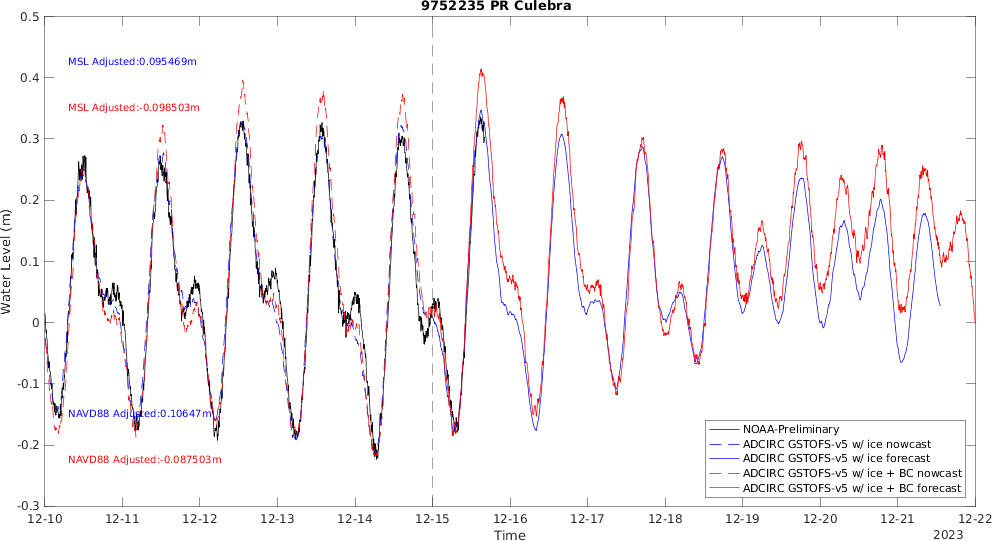 9752235 PR Culebra
0.5
0.4
0.3
0.2
0.1
0
-0.1
-0.2
-0.3
Water Level (m)
MSL Adjusted:0.095469m
MSL Adjusted:-0.098503m
NAVD88 Adjusted:0.10647m
NAVD88 Adjusted:-0.087503m
NOAA-Preliminary
ADCIRC GSTOFS-v5 w/ ice nowcast
ADCIRC GSTOFS-v5 w/ ice forecast
ADCIRC GSTOFS-v5 w/ ice + BC nowcast
ADCIRC GSTOFS-v5 w/ ice + BC forecast
12-10 12-11 12-12 12-13 12-14 12-15 12-16 12-17 12-18 12-19 12-20 12-21 12-22
Time
2023